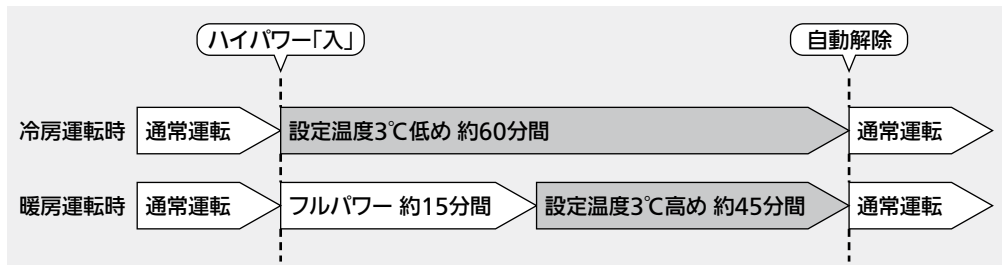 ハイパワー「入」
自動解除
冷房運転時 通常運転 設定温度3℃低め 約60分間 通常運転
暖房運転時 通常運転 フルパワー 約15分間 設定温度3℃高め 約45分間 通常運転